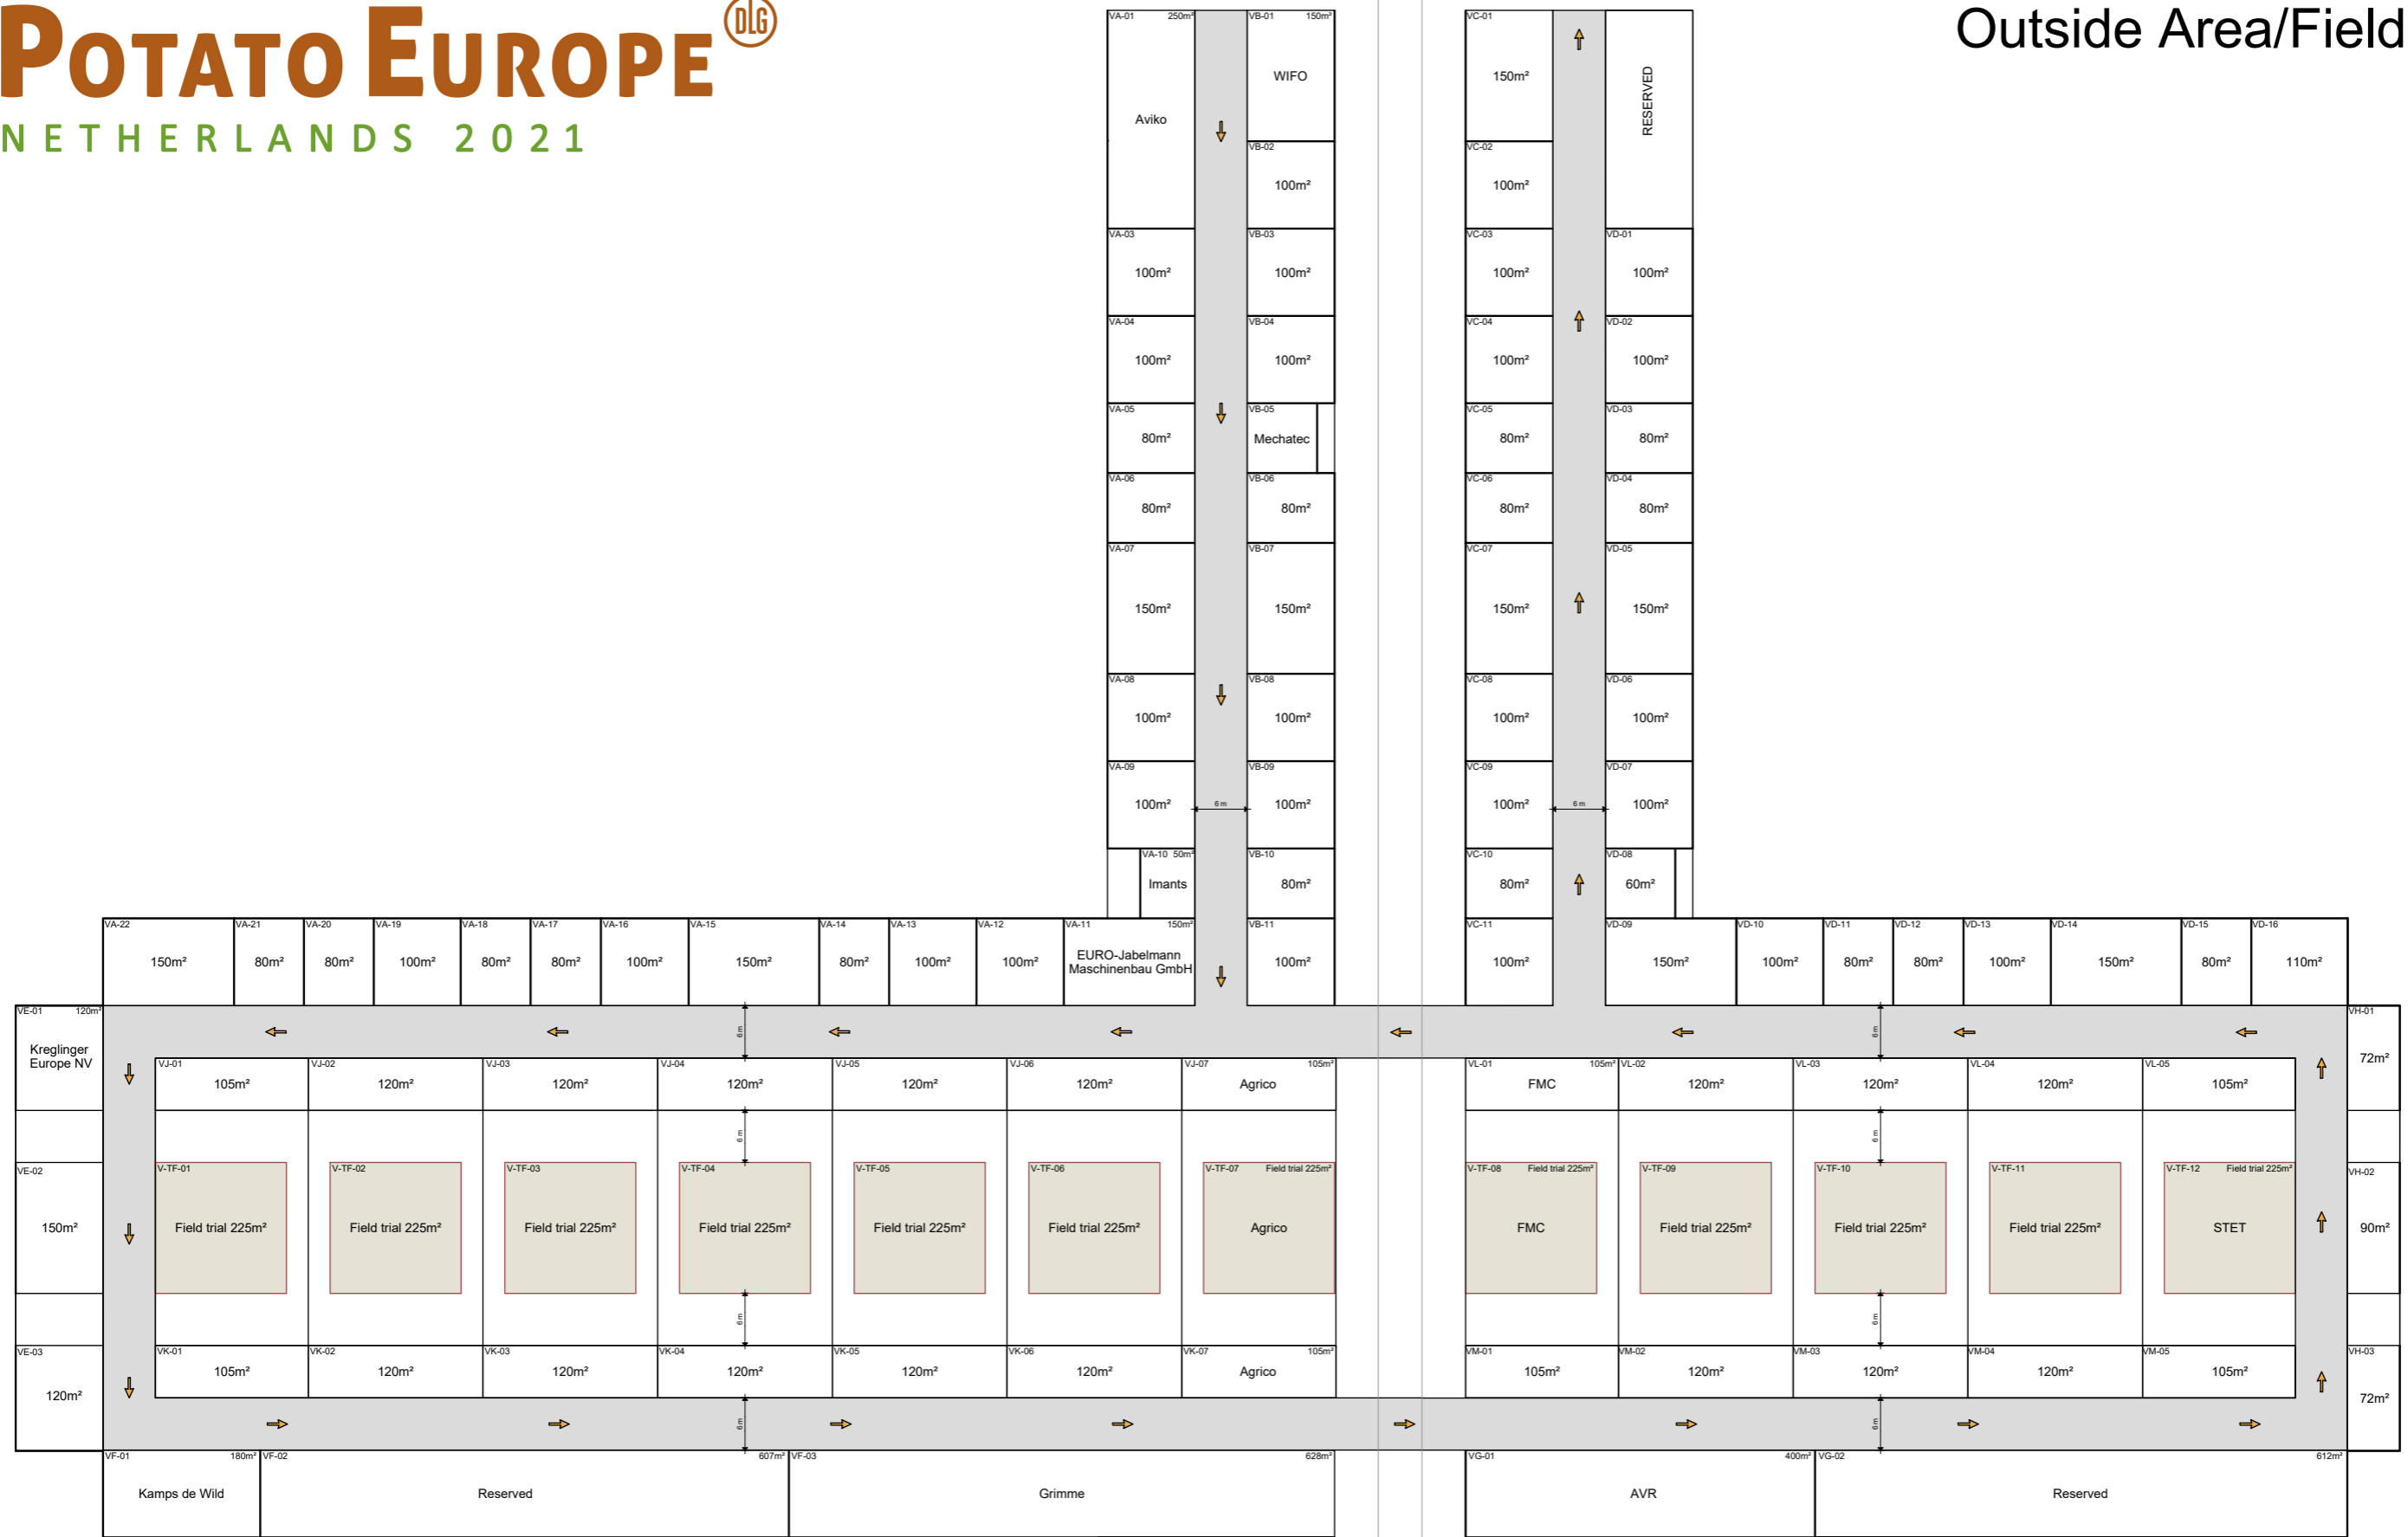 POTATO EUROPE DLG
NETHERLANDS 2021
Outside Area/Field
VA-01 250m² VB-01 150m² VC-01
Aviko WIFO 150m² RESERVED
VB-02 VC-02
100m² 100m²
VA-03 VB-03 VC-03 VD-01
100m² 100m² 100m² 100m²
VA-04 VB-04 VC-04 VD-02
100m² 100m² 100m² 100m²
VA-05 VB-05 VC-05 VD-03
80m² Mechatec 80m² 80m²
VA-06 VB-06 VC-06 VD-04
80m² 80m² 80m² 80m²
VA-07 VB-07 VC-07 VD-05
150m² 150m² 150m² 150m²
VA-08 VB-08 VC-08 VD-06
100m² 100m² 100m² 100m²
VA-09 VB-09 VC-09 VD-07
100m² 6 m 100m² 100m² 6 m 100m²
VA-10 50m² VB-10 VC-10 VD-08
Imants 80m² 80m² 60m²
VA-22 VA-21 VA-20 VA-19 VA-18 VA-17 VA-16 VA-15 VA-14 VA-13 VA-12 VA-11 150m² VB-11 VC-11 VD-09 VD-10 VD-11 VD-12 VD-13 VD-14 VD-15 VD-16
150m² 80m² 80m² 100m² 80m² 80m² 100m² 150m² 80m² 100m² 100m² EURO-Jabelmann Maschinenbau GmbH 100m² 100m² 150m² 100m² 80m² 80m² 100m² 150m² 80m² 110m²
VE-01 120m² VH-01
Kreglinger Europe NV 6 m 6 m 72m²
VJ-01 VJ-02 VJ-03 VJ-04 VJ-05 VJ-06 VJ-07 105m² VL-01 105m² VL-02 VL-03 VL-04 VL-05
105m² 120m² 120m² 120m² 120m² 120m² Agrico FMC 120m² 120m² 120m² 105m²
6 m 6 m
VE-02 V-TF-01 V-TF-02 V-TF-03 V-TF-04 V-TF-05 V-TF-06 V-TF-07 Field trial 225m² V-TF-08 Field trial 225m² V-TF-09 V-TF-10 V-TF-11 V-TF-12 Field trial 225m² VH-02
150m² Field trial 225m² Field trial 225m² Field trial 225m² Field trial 225m² Field trial 225m² Field trial 225m² Agrico FMC Field trial 225m² Field trial 225m² Field trial 225m² STET 90m²
6 m 6 m
VE-03 VK-01 VK-02 VK-03 VK-04 VK-05 VK-06 VK-07 105m² VM-01 VM-02 VM-03 VM-04 VM-05 VH-03
120m² 105m² 120m² 120m² 120m² 120m² 120m² Agrico 105m² 120m² 120m² 120m² 105m² 72m²
6 m 6 m
VF-01 180m² VF-02 607m² VF-03 628m² VG-01 400m² VG-02 612m²
Kamps de Wild Reserved Grimme AVR Reserved